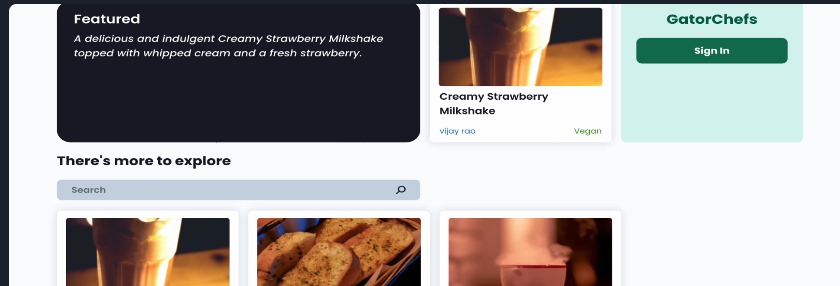 Featured
A delicious and indulgent Creamy Strawberry Milkshake
topped with whipped cream and a fresh strawberry.
Creamy Strawberry
Milkshake
vijay rao
Vegan
GatorChefs
Sign In
There's more to explore
Search